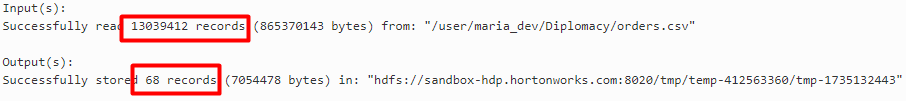 Input(s):
Successfully read 13039412 records (865370143 bytes) from: "/user/maria_dev/Diplomacy/orders.csv"
Output(s):
Successfully stored 68 records (7054478 bytes) in: "hdfs://sandbox-hdp.hortonworks.com:8020/tmp/temp-412563360/tmp-1735132443"